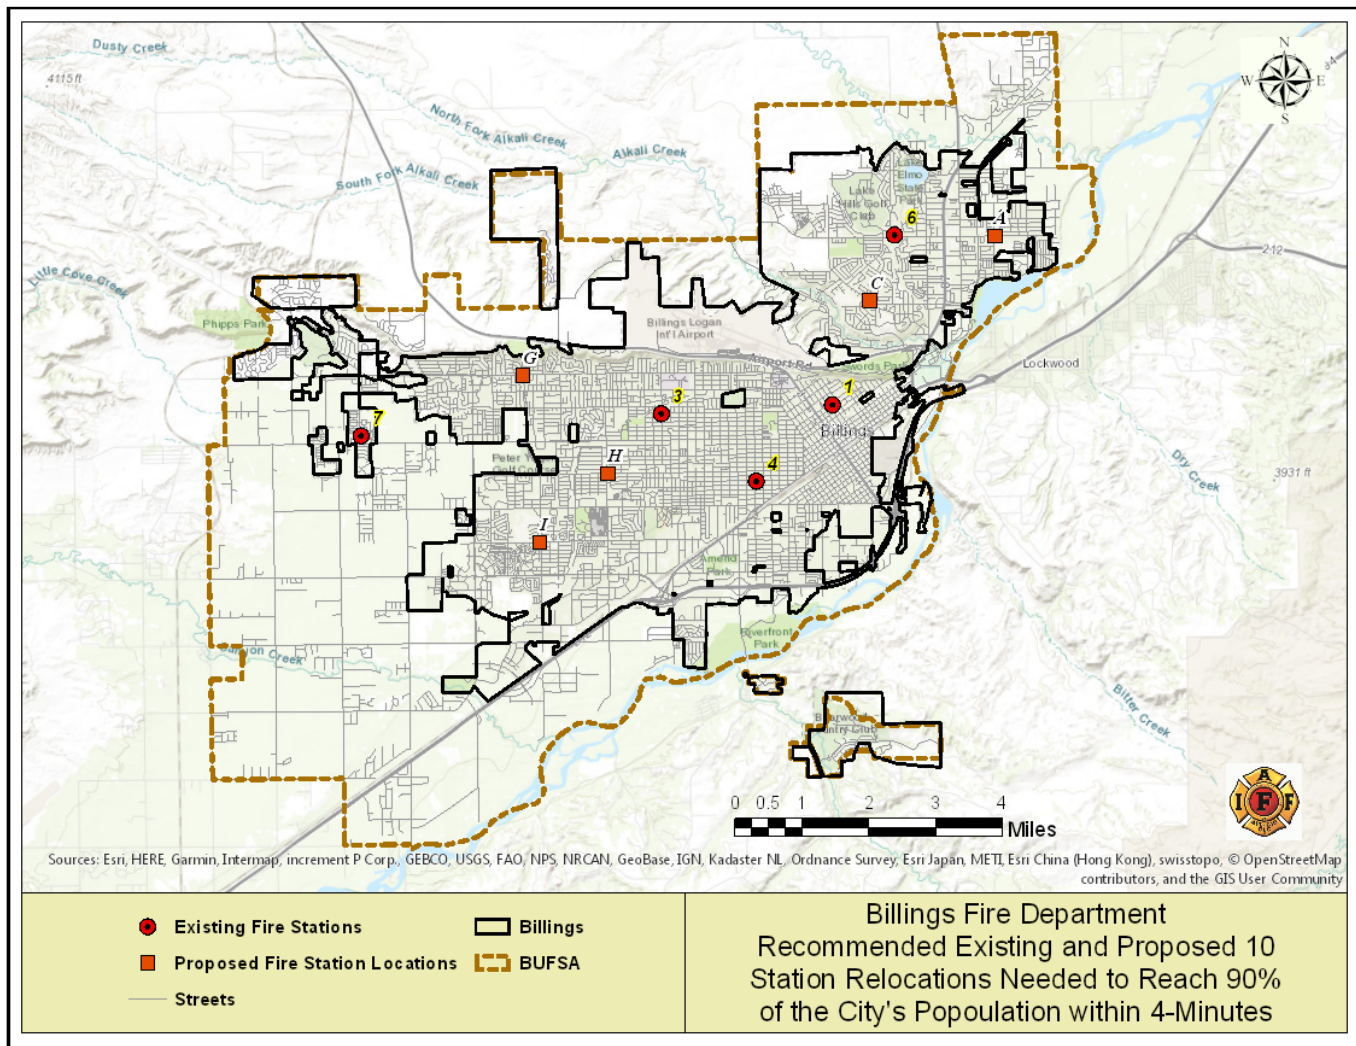 Dusty Creek
4115 ft
North Fork Alkali Creek
Alkali Creek
South Fork Alkali Creek
Little Cove Creek
Phipps Park
Lake Elmo State Park
Lake Hills Golf Club
N
W E
S
94
212
6
A
C
Billings Logan
Int'l Airport
Airport Rd
Lockwood
G
3
1
7
Billings
H
4
I
Dry Creek
3931 ft
Amend
Park
Riverfront
Park
Canyon Creek
Bitter Creek
0 0.5 1 2 3 4
Miles
A
I F F
Sources: Esri, HERE, Garmin, Intermap, increment P Corp., GEBCO, USGS, FAO, NPS, NRCAN, GeoBase, IGN, Kadaster NL, Ordnance Survey, Esri Japan, METI, Esri China (Hong Kong), swisstopo, © OpenStreetMap
contributors, and the GIS User Community
Existing Fire Stations
Proposed Fire Station Locations
Streets
Billings
BUFSA
Billings Fire Department
Recommended Existing and Proposed 10
Station Relocations Needed to Reach 90%
of the City's Popoulation within 4-Minutes